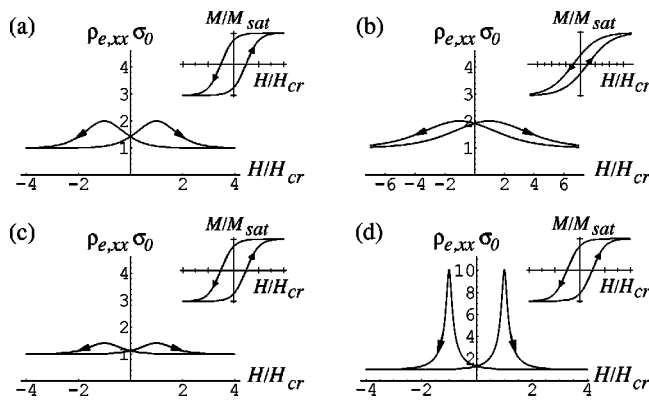 (a)
ρe,xx σ0
M/Msat
H/Hcr
4
3
2
1
-4
-2
2
4
H/Hcr
(b)
ρe,xx σ0
M/Msat
H/Hcr
4
3
2
1
-6
-4
-2
2
4
6
H/Hcr
(c)
ρe,xx σ0
M/Msat
H/Hcr
4
3
2
1
-4
-2
2
4
H/Hcr
(d)
ρe,xx σ0
M/Msat
H/Hcr
10
8
6
4
2
-4
-2
2
4
H/Hcr